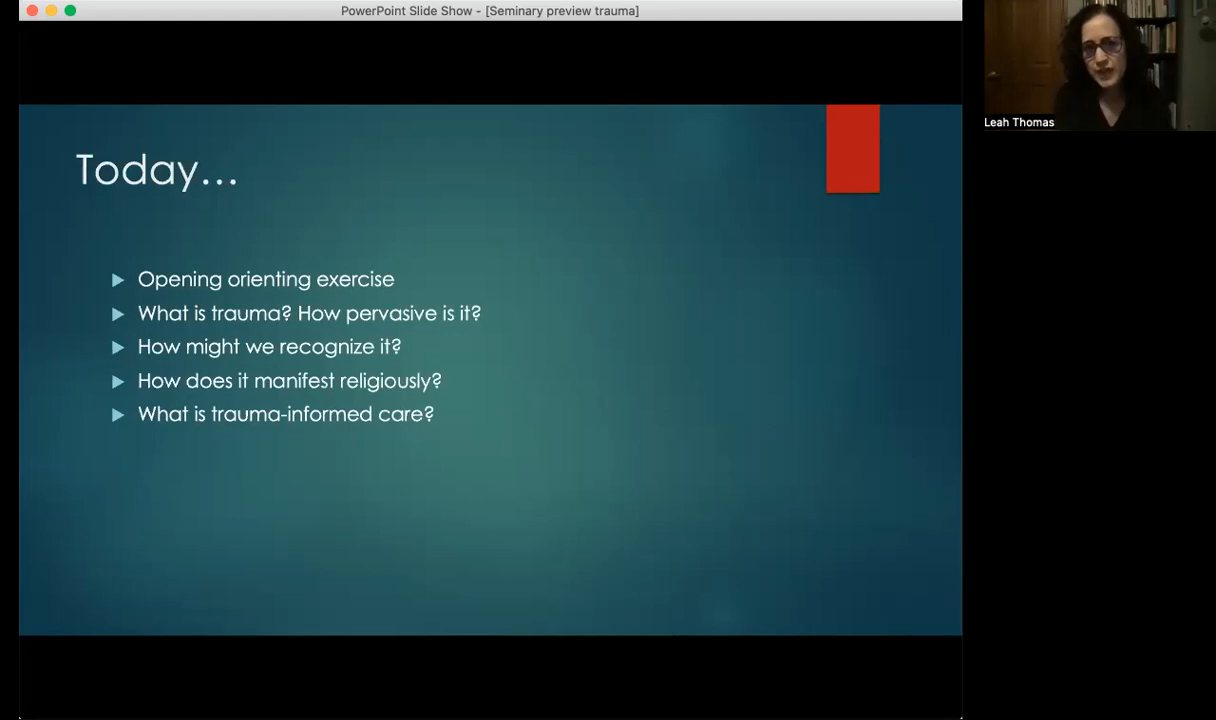 PowerPoint Slide Show - [Seminary preview trauma]
Leah Thomas
Today...
Opening orienting exercise
What is trauma? How pervasive is it?
How might we recognize it?
How does it manifest religiously?
What is trauma-informed care?